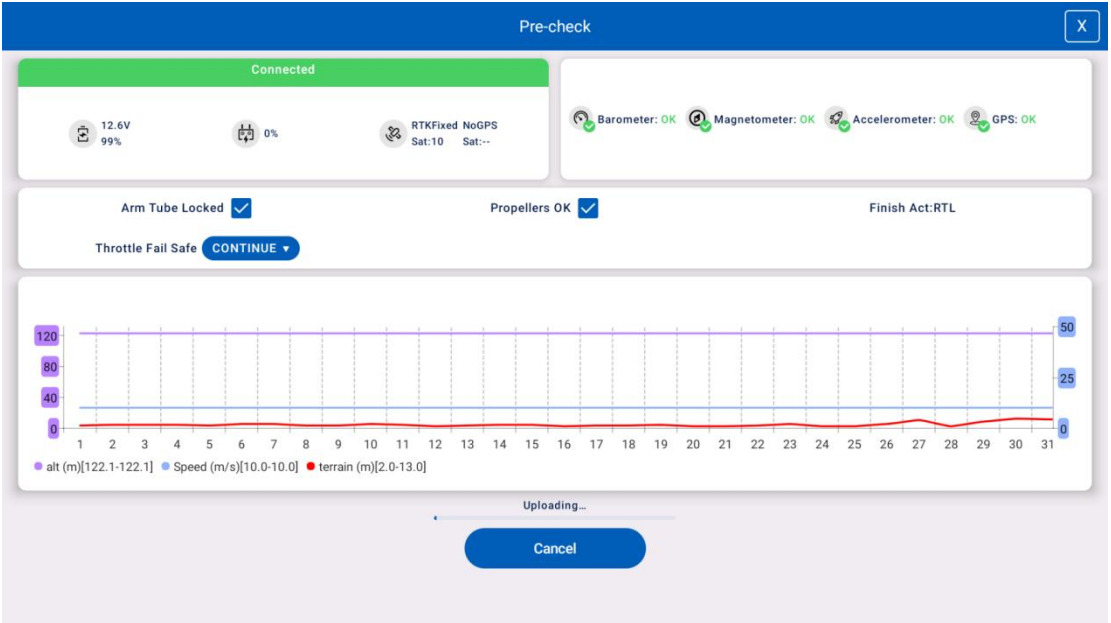 Pre-check
X
Connected
12.6V
99%
0%
RTKFixed NoGPS
Sat:10 Sat:--
Barometer: OK Magnetometer: OK Accelerometer: OK GPS: OK
Arm Tube Locked Propellers OK Finish Act:RTL
Throttle Fail Safe CONTINUE
120
80
40
0
50
25
0
1 2 3 4 5 6 7 8 9 10 11 12 13 14 15 16 17 18 19 20 21 22 23 24 25 26 27 28 29 30 31
alt (m)[122.1-122.1] Speed (m/s)[10.0-10.0] terrain (m)[2.0-13.0]
Uploading…
Cancel